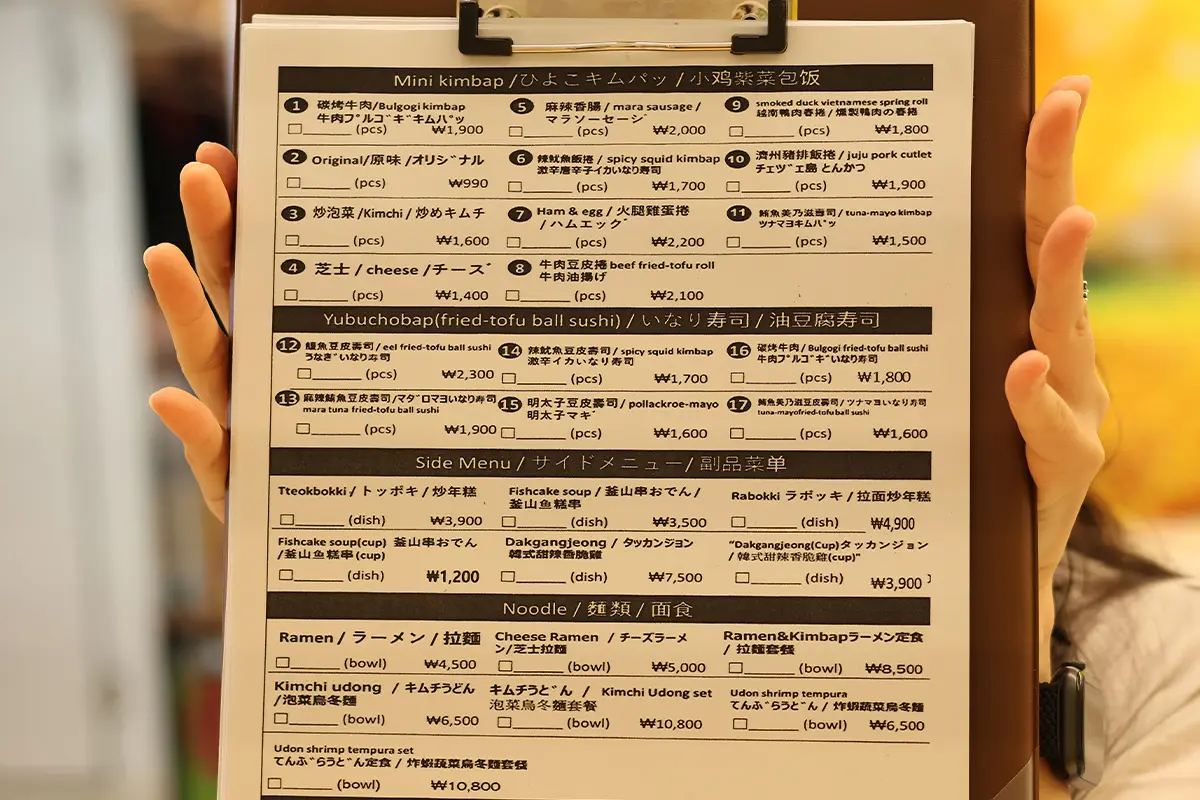 Mini kimbap /ひよこキムパッ / 小鸡紫菜包饭
1 碳烤牛肉/Bulgogi kimbap
牛肉プルコギキムパッ
(pcs) ₩1,900
5 麻辣香腸 / mara sausage /
マラソーセージ
(pcs) ₩2,000
9 smoked duck vietnamese spring roll
越南鴨肉春捲 / 燻製鴨肉の春捲
(pcs) ₩1,800
2 Original/原味 /オリジナル
(pcs) ₩990
6 辣魷魚飯捲 / spicy squid kimbap
激辛唐辛子イカいなり寿司
(pcs) ₩1,700
10 濟州豬排飯捲 / juju pork cutlet
チェヅェ島 とんかつ
(pcs) ₩1,900
3 炒泡菜 /Kimchi / 炒めキムチ
(pcs) ₩1,600
7 Ham & egg / 火腿雞蛋捲
/ ハムエッグ
(pcs) ₩2,200
11 鮪魚美乃滋壽司 / tuna-mayo kimbap
ツナマヨキムパッ
(pcs) ₩1,500
4 芝士 / cheese /チーズ
(pcs) ₩1,400
8 牛肉豆皮捲 beef fried-tofu roll
牛肉油揚げ
(pcs) ₩2,100
Yubuchobap(fried-tofu ball sushi) / いなり寿司 / 油豆腐寿司
12 鰻魚豆皮壽司 / eel fried-tofu ball sushi
うなぎいなり寿司
(pcs) ₩2,300
14 辣魷魚豆皮壽司 / spicy squid kimbap
激辛イカいなり寿司
(pcs) ₩1,700
16 碳烤牛肉/ Bulgogi fried-tofu ball sushi
牛肉プルコギいなり寿司
(pcs) ₩1,800
13 麻辣鮪魚豆皮壽司 /マグロマヨいなり寿司
mara tuna fried-tofu ball sushi
(pcs) ₩1,900
15 明太子豆皮壽司 / pollackroe-mayo
明太子マキ
(pcs) ₩1,600
17 鮪魚美乃滋豆皮壽司 / ツナマヨいなり寿司
tuna-mayofried-tofu ball sushi
(pcs) ₩1,600
Side Menu / サイドメニュー/ 副品菜单
Tteokbokki / トッポキ / 炒年糕
(dish) ₩3,900
Fishcake soup / 釜山串おでん /
釜山鱼糕串
(dish) ₩3,500
Rabokki ラボッキ / 拉面炒年糕
(dish) ₩4,900
Fishcake soup(cup) 釜山串おでん
/釜山鱼糕串 (cup)
(dish) ₩1,200
Dakgangjeong / タッカンジョン
韓式甜辣香脆雞
(dish) ₩7,500
"Dakgangjeong(Cup)タッカンジョン
/ 韓式甜辣香脆雞(cup)"
(dish) ₩3,900
Noodle / 麵類 / 面食
Ramen / ラーメン / 拉麵
(bowl) ₩4,500
Cheese Ramen / チーズラーメ
ン/芝士拉麵
(bowl) ₩5,000
Ramen&Kimbapラーメン定食
/ 拉麵套餐
(bowl) ₩8,500
Kimchi udong / キムチうどん
/泡菜烏冬麵
(bowl) ₩6,500
キムチうどん / Kimchi Udong set
泡菜烏冬麵套餐
(bowl) ₩10,800
Udon shrimp tempura
てんぷらうどん / 炸蝦蔬菜烏冬麵
(bowl) ₩6,500
Udon shrimp tempura set
てんぷらうどん定食 / 炸蝦蔬菜烏冬麵套餐
(bowl) ₩10,800